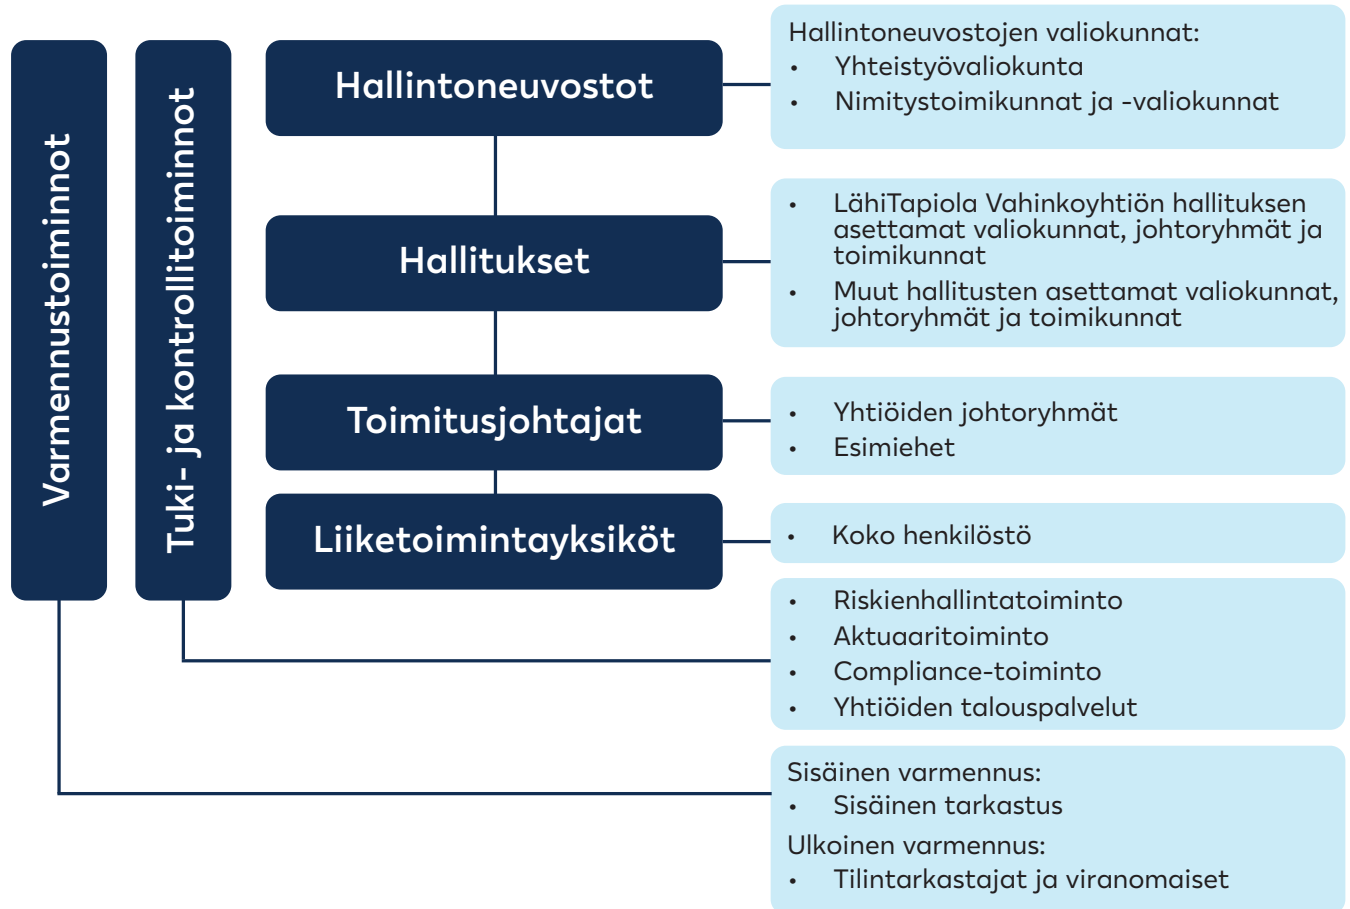 Varmennustoiminnot
Tuki- ja kontrollitoiminnot
Hallintoneuvostot
Hallintoneuvostojen valiokunnat:
• Yhteistyövaliokunta
• Nimitystoimikunnat ja -valiokunnat
Hallitukset
• LähiTapiola Vahinkoyhtiön hallituksen
asettamat valiokunnat, johtoryhmät ja
toimikunnat
• Muut hallitusten asettamat valiokunnat,
johtoryhmät ja toimikunnat
Toimitusjohtajat
• Yhtiöiden johtoryhmät
• Esimiehet
Liiketoimintayksiköt
• Koko henkilöstö
• Riskienhallintatoiminto
• Aktuaaritoiminto
• Compliance-toiminto
• Yhtiöiden talouspalvelut
Sisäinen varmennus:
• Sisäinen tarkastus
Ulkoinen varmennus:
• Tilintarkastajat ja viranomaiset